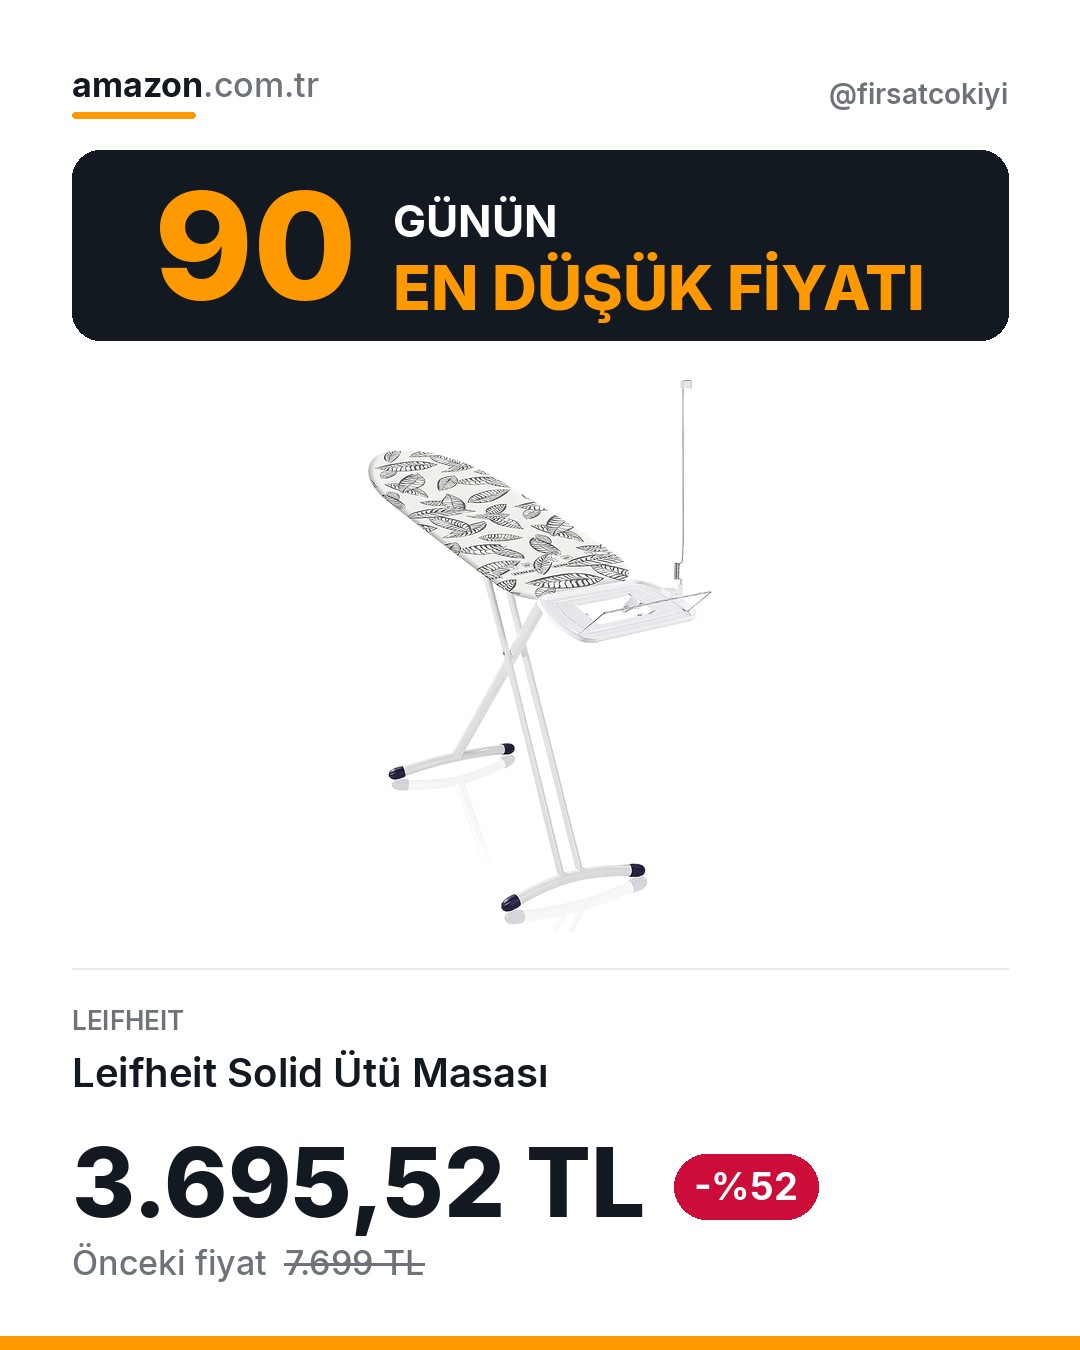 amazon.com.tr
@firsatcokiyi
90 GÜNÜN
EN DÜŞÜK FİYATI
LEIFHEIT
Leifheit Solid Ütü Masası
3.695,52 TL -%52
Önceki fiyat 7.699 TL